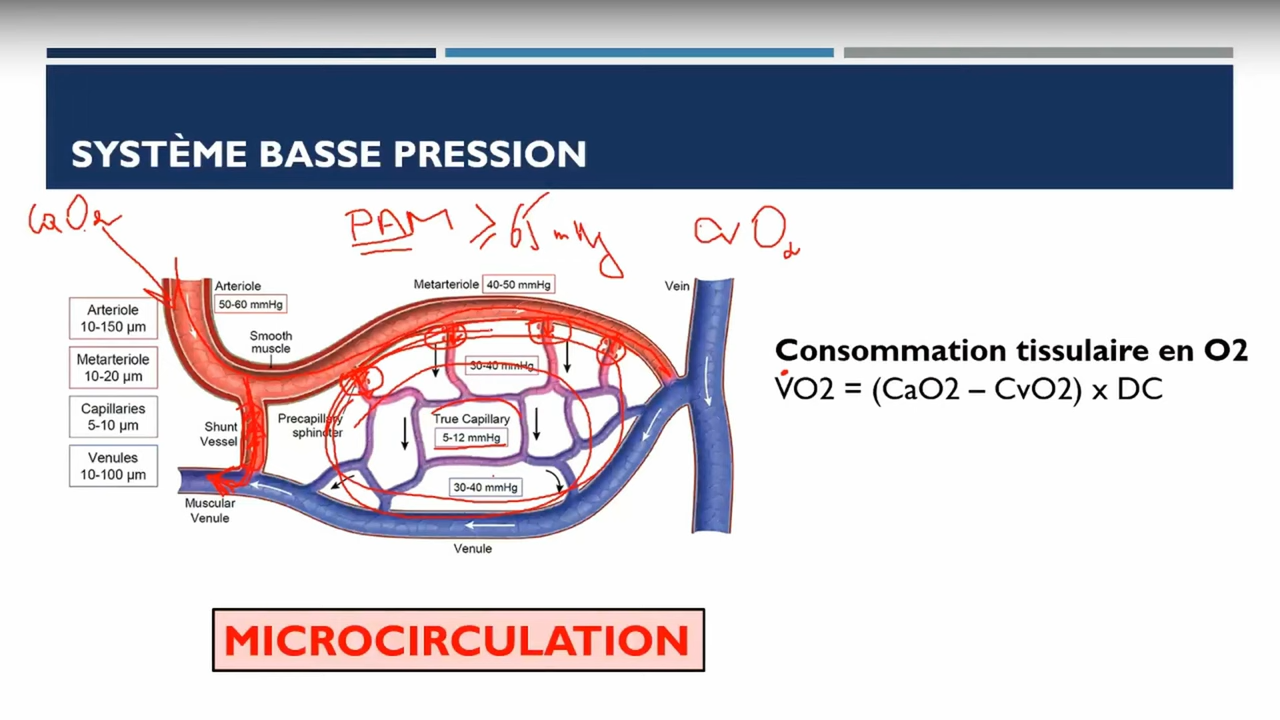 SYSTÈME BASSE PRESSION
CaO2
PAM ≥ 65 mmHg
CvO2
Arteriole
50-60 mmHg
Metarteriole 40-50 mmHg
Vein
Arteriole
10-150 µm
Metarteriole
10-20 µm
Capillaries
5-10 µm
Venules
10-100 µm
Smooth
muscle
30-40 mmHg
Shunt
Vessel
Precapillary
sphincter
True Capillary
5-12 mmHg
30-40 mmHg
Muscular
Venule
Venule
Consommation tissulaire en O2
VO2 = (CaO2 – CvO2) x DC
MICROCIRCULATION